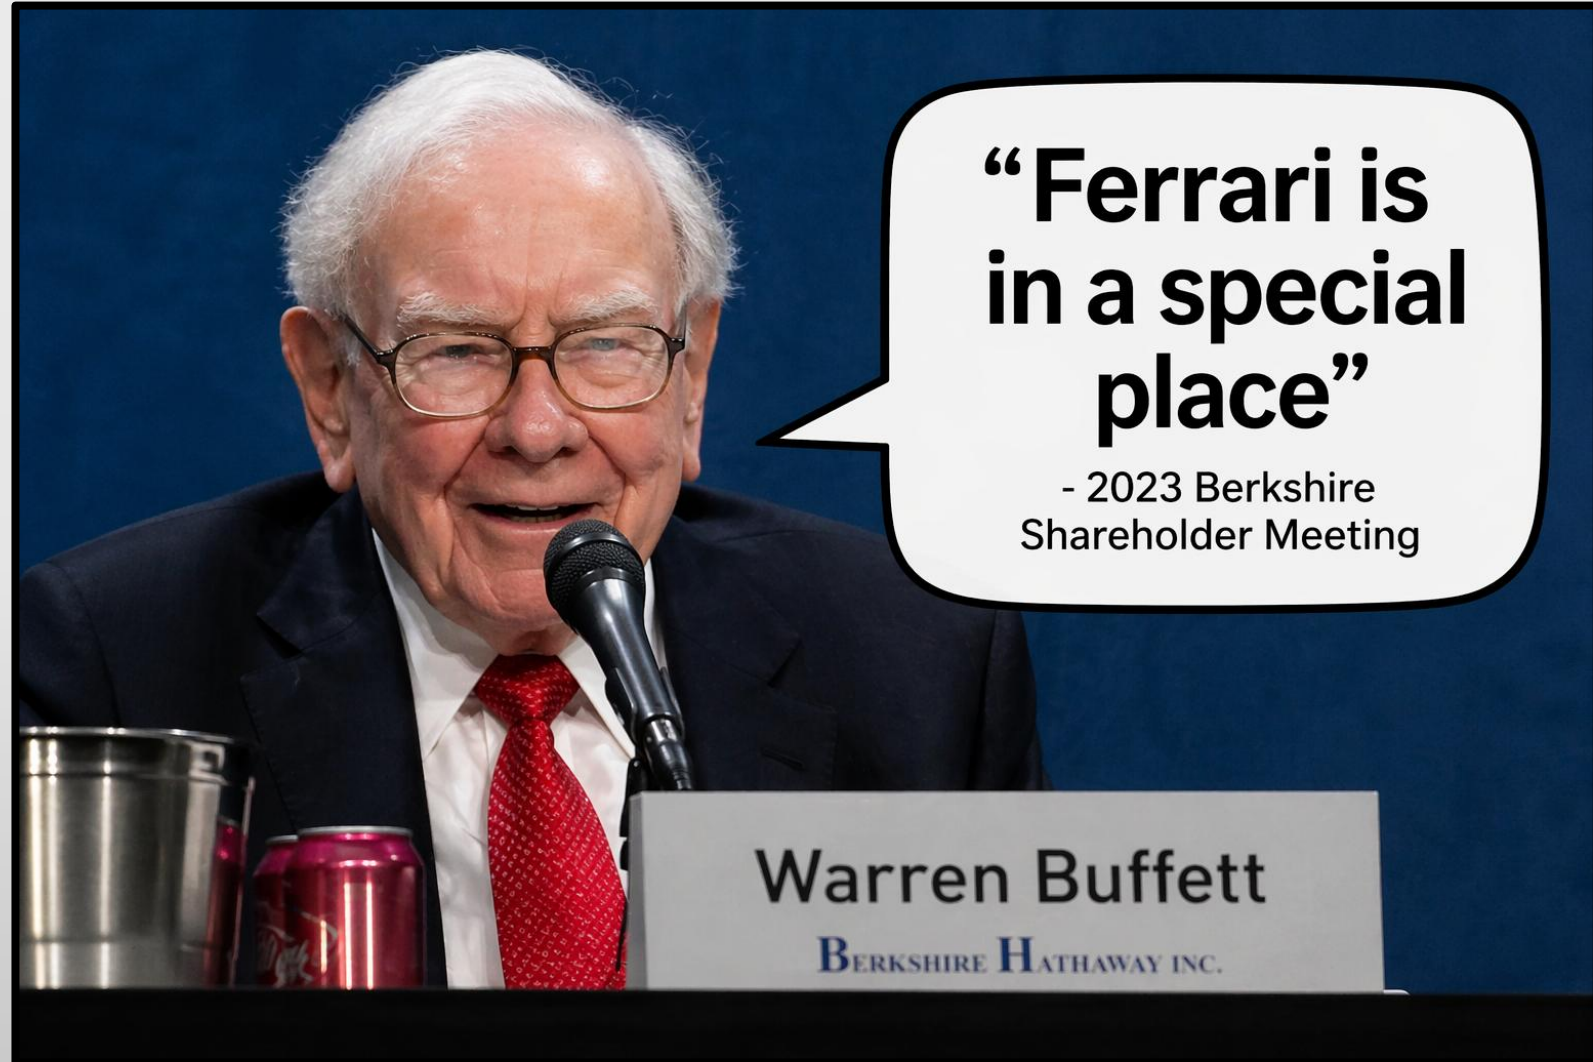 “Ferrari is
in a special
place”
- 2023 Berkshire
Shareholder Meeting
Warren Buffett
BERKSHIRE HATHAWAY INC.